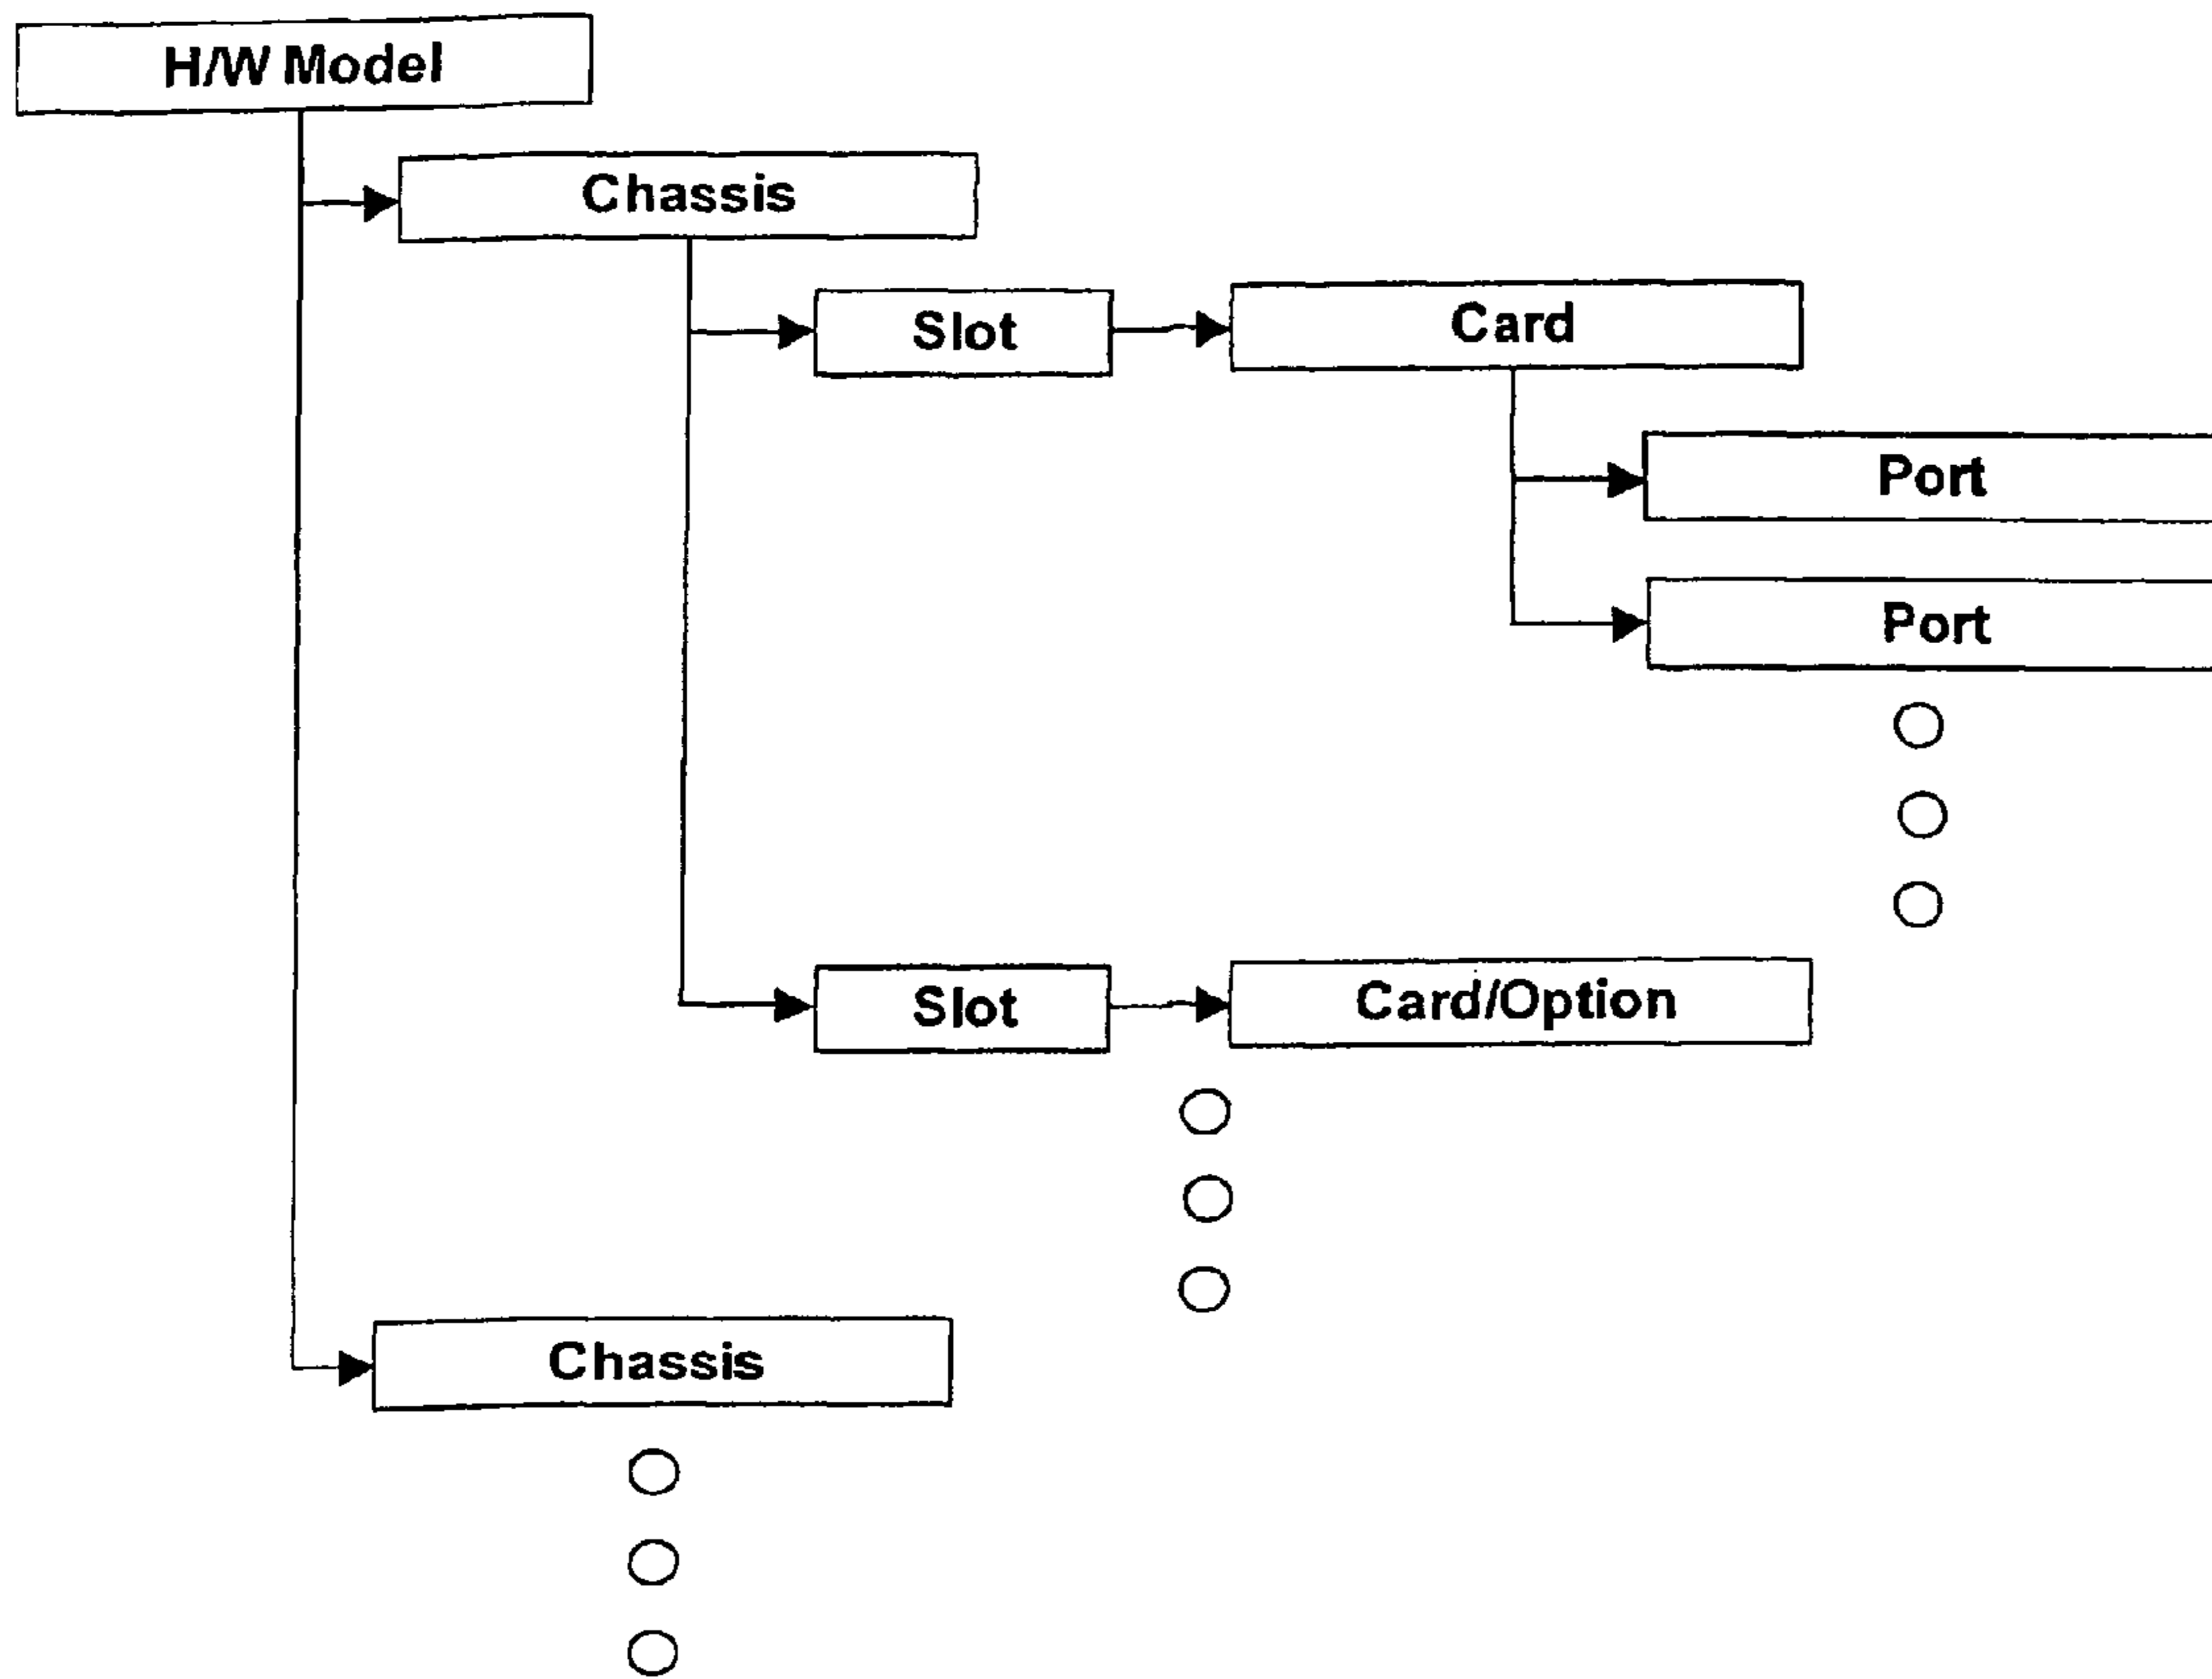 H/W Model
Chassis
Slot
Card
Port
Port
Slot
Card/Option
Chassis